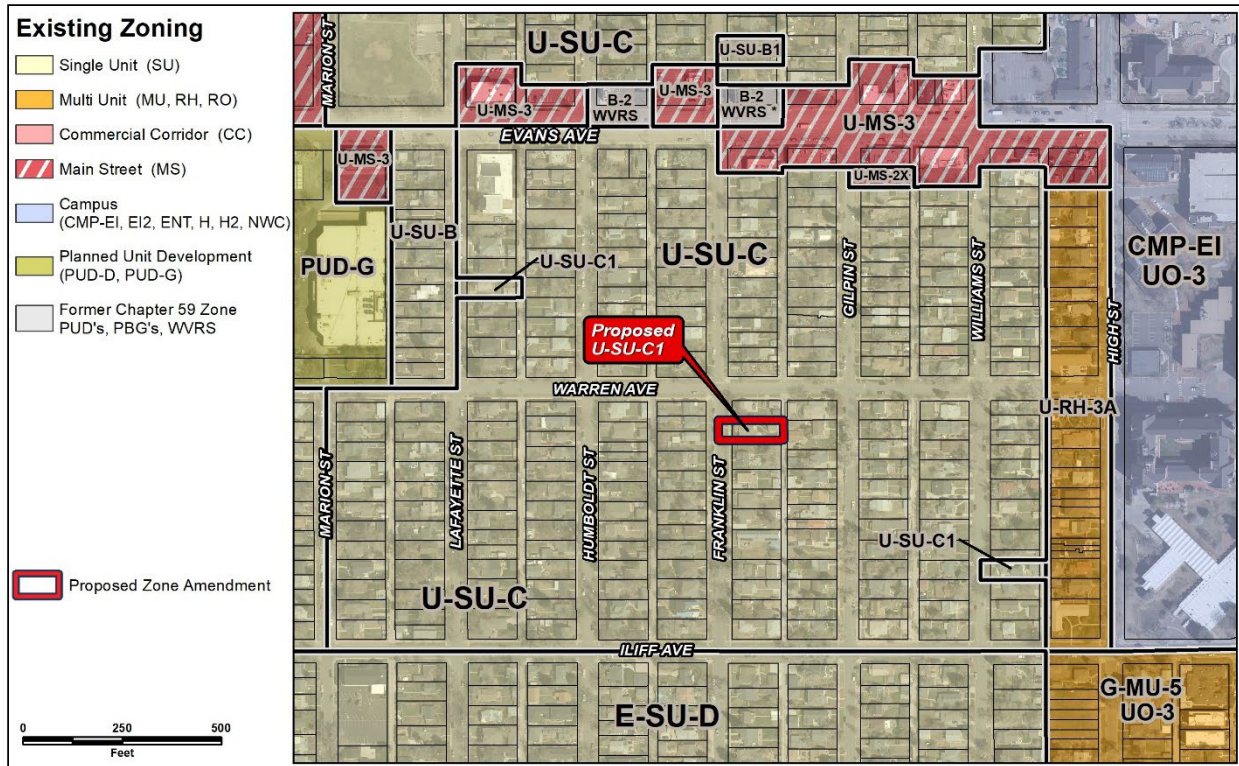 Existing Zoning
Single Unit (SU)
Multi Unit (MU, RH, RO)
Commercial Corridor (CC)
Main Street (MS)
Campus
(CMP-EI, EI2, ENT, H, H2, NWC)
Planned Unit Development
(PUD-D, PUD-G)
Former Chapter 59 Zone
PUD's, PBG's, WVRS
Proposed Zone Amendment
0 250 500
Feet
MARION ST
U-SU-C
U-SU-B1
U-MS-3
B-2
WVRS
U-MS-3
B-2
WVRS *
U-MS-3
EVANS AVE
U-MS-3
U-MS-2X
U-SU-B
PUD-G
U-SU-C1
U-SU-C
GILPIN ST
WILLIAMS ST
HIGH ST
CMP-EI
UO-3
Proposed
U-SU-C1
WARREN AVE
U-RH-3A
MARION ST
LAFAYETTE ST
HUMBOLDT ST
FRANKLIN ST
U-SU-C1
U-SU-C
ILIFF AVE
E-SU-D
G-MU-5
UO-3